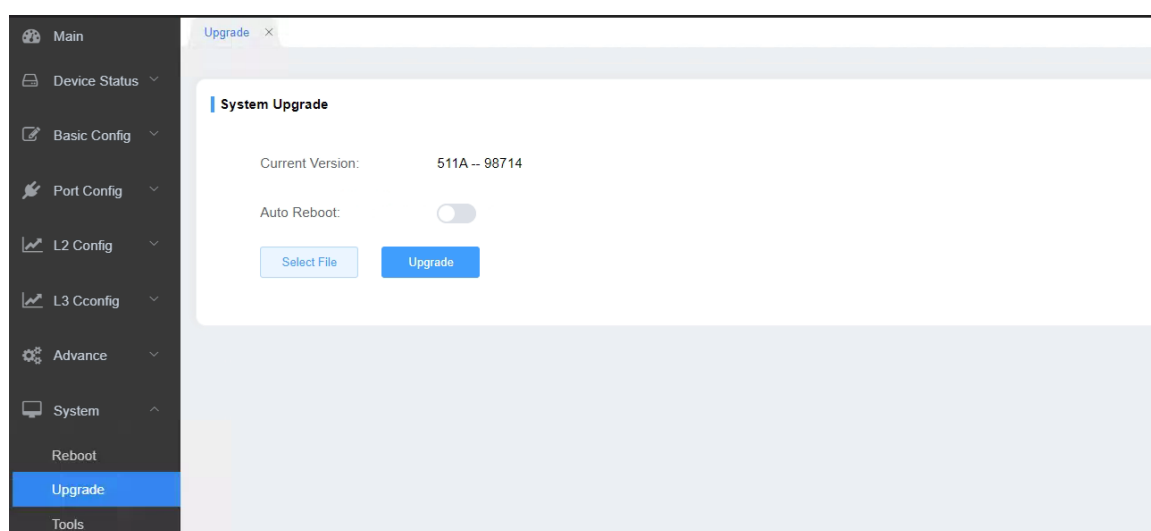 Main
Device Status
Basic Config
Port Config
L2 Config
L3 Cconfig
Advance
System
Reboot
Upgrade
Tools
Upgrade ×
System Upgrade
Current Version: 511A -- 98714
Auto Reboot:
Select File Upgrade